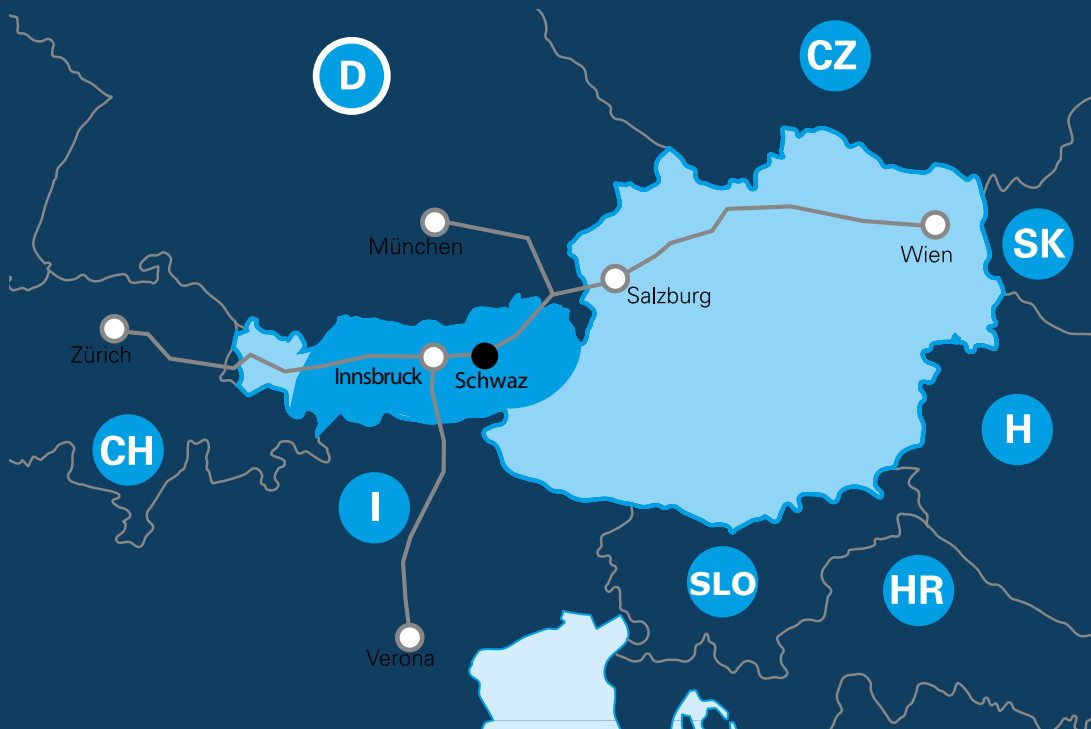 D
CZ
München
SK
Wien
Salzburg
Zürich
Innsbruck
Schwaz
CH
H
I
SLO
HR
Verona